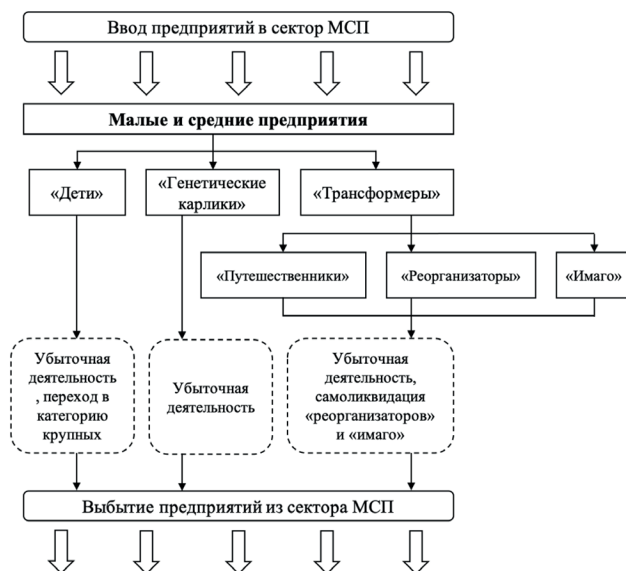 Ввод предприятий в сектор МСП
Малые и средние предприятия
«Дети»
«Генетические
карлики»
«Трансформеры»
«Путешественники»
«Реорганизаторы»
«Имаго»
Убыточная
деятельность
, переход в
категорию
крупных
Убыточная
деятельность
Убыточная
деятельность,
самоликвидация
«реорганизаторов»
и «имаго»
Выбытие предприятий из сектора МСП